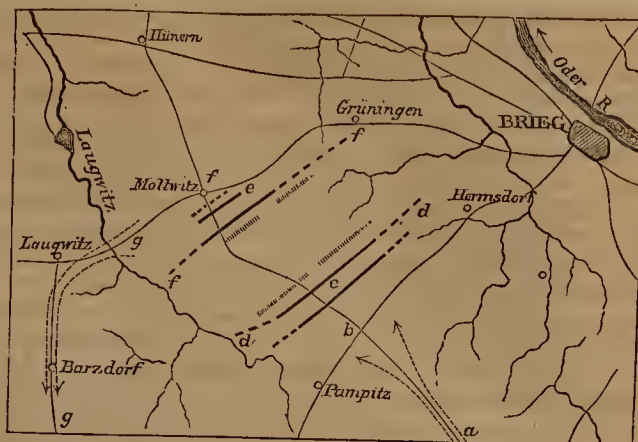 Hünern
Oder R
BRIEG
Grüningen
f
Laugwitz
f
Mollwitz
e
Hermsdorf
d
g
Laugwitz
f
c
d
b
Barzdorf
Pampitz
g
a